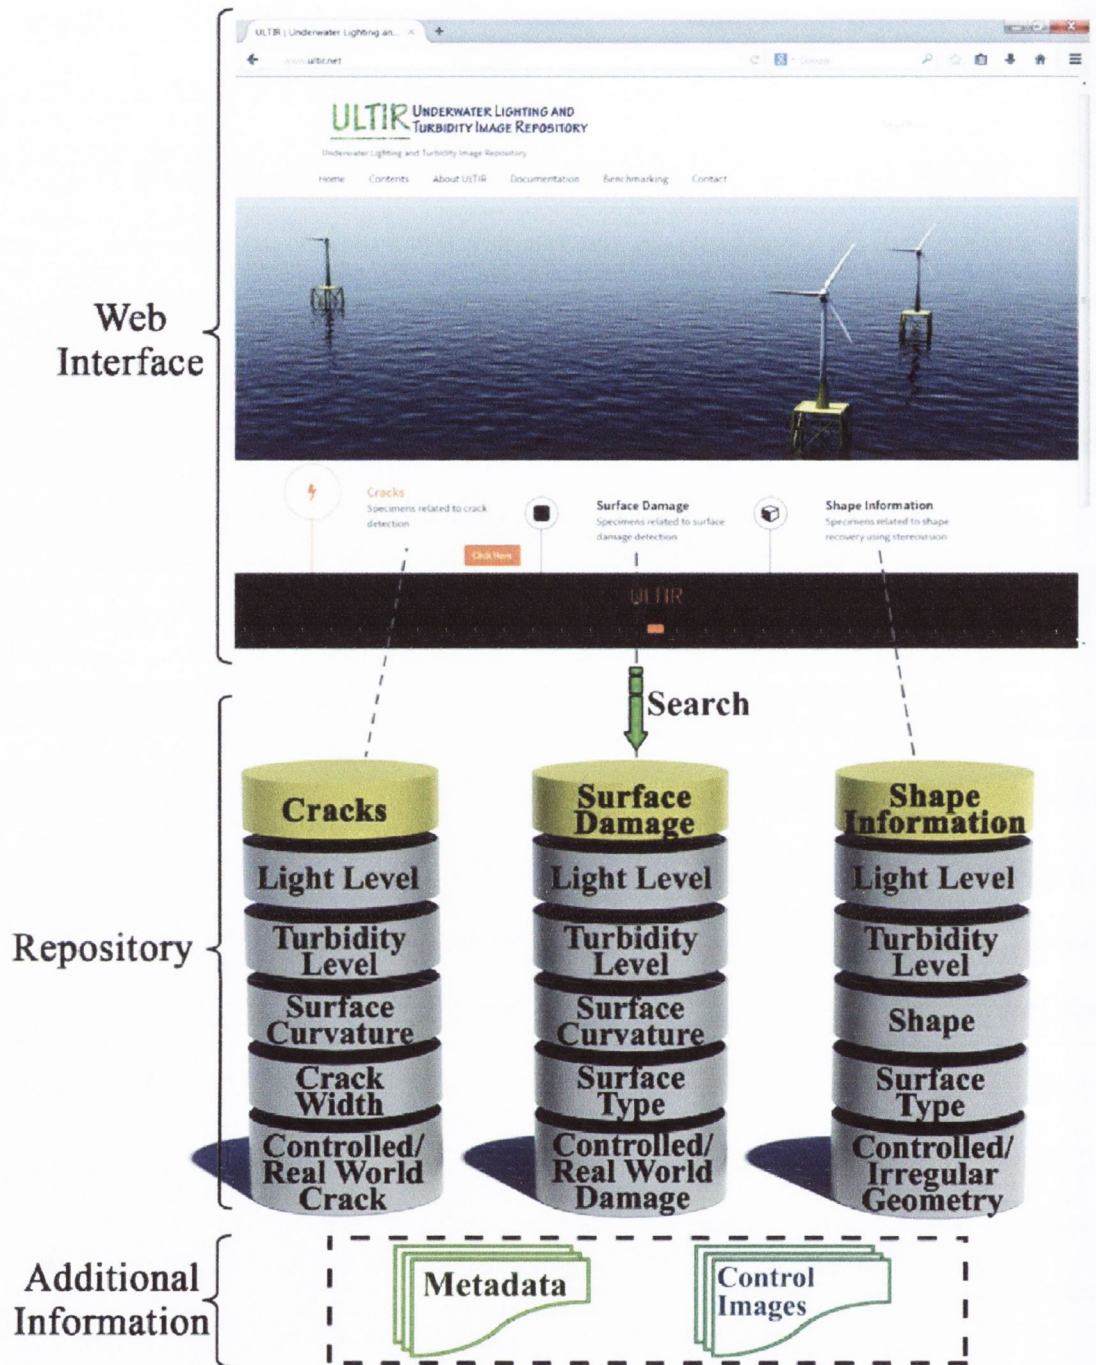 ULTIR | Underwater Lighting an...
www.ultir.net
Google
ULTIR UNDERWATER LIGHTING AND
TURBIDITY IMAGE REPOSITORY
Underwater Lighting and Turbidity Image Repository
Home Contents About ULTIR Documentation Benchmarking Contact
Web
Interface
Cracks
Specimens related to crack
detection
Click Here
Surface Damage
Specimens related to surface
damage detection
Shape Information
Specimens related to shape
recovery using stereovision
ULTIR
Search
Repository
Cracks
Light Level
Turbidity
Level
Surface
Curvature
Crack
Width
Controlled/
Real World
Crack
Surface
Damage
Light Level
Turbidity
Level
Surface
Curvature
Surface
Type
Controlled/
Real World
Damage
Shape
Information
Light Level
Turbidity
Level
Shape
Surface
Type
Controlled/
Irregular
Geometry
Additional
Information
Metadata
Control
Images